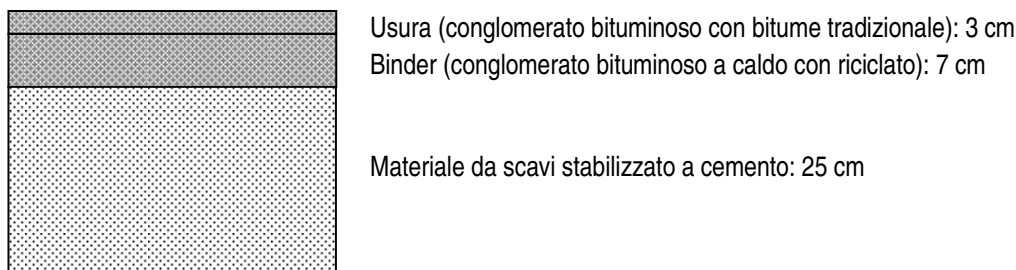 Usura (conglomerato bituminoso con bitume tradizionale): 3 cm
Binder (conglomerato bituminoso a caldo con riciclato): 7 cm
Materiale da scavi stabilizzato a cemento: 25 cm